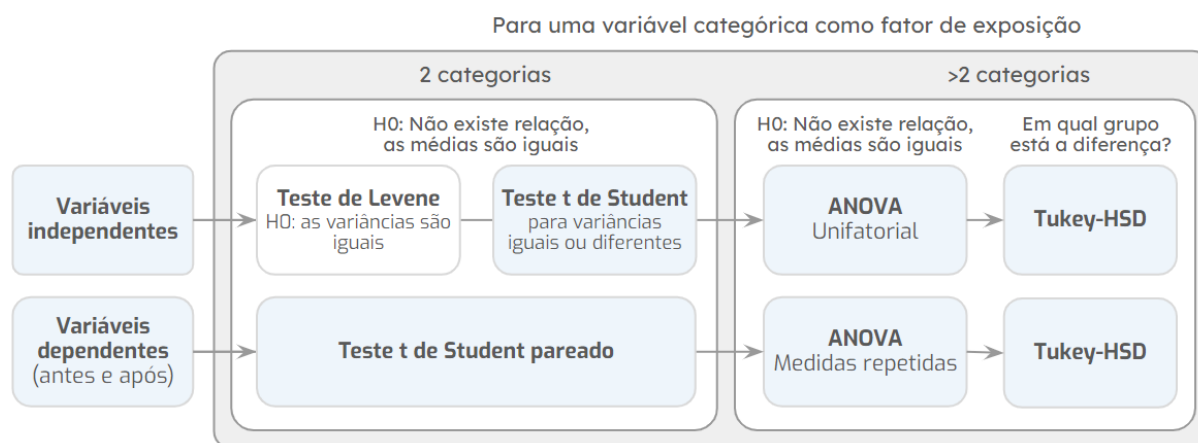 Para uma variável categórica como fator de exposição
2 categorias
>2 categorias
H0: Não existe relação,
as médias são iguais
H0: Não existe relação,
as médias são iguais
Em qual grupo
está a diferença?
Variáveis
independentes
Teste de Levene
H0: as variâncias são
iguais
Teste t de Student
para variâncias
iguais ou diferentes
ANOVA
Unifatorial
Tukey-HSD
Variáveis
dependentes
(antes e após)
Teste t de Student pareado
ANOVA
Medidas repetidas
Tukey-HSD